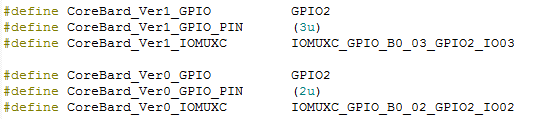 #define CoreBard_Ver1_GPIO GPIO2
#define CoreBard_Ver1_GPIO_PIN (3u)
#define CoreBard_Ver1_IOMUXC IOMUXC_GPIO_B0_03_GPIO2_IO03
#define CoreBard_Ver0_GPIO GPIO2
#define CoreBard_Ver0_GPIO_PIN (2u)
#define CoreBard_Ver0_IOMUXC IOMUXC_GPIO_B0_02_GPIO2_IO02